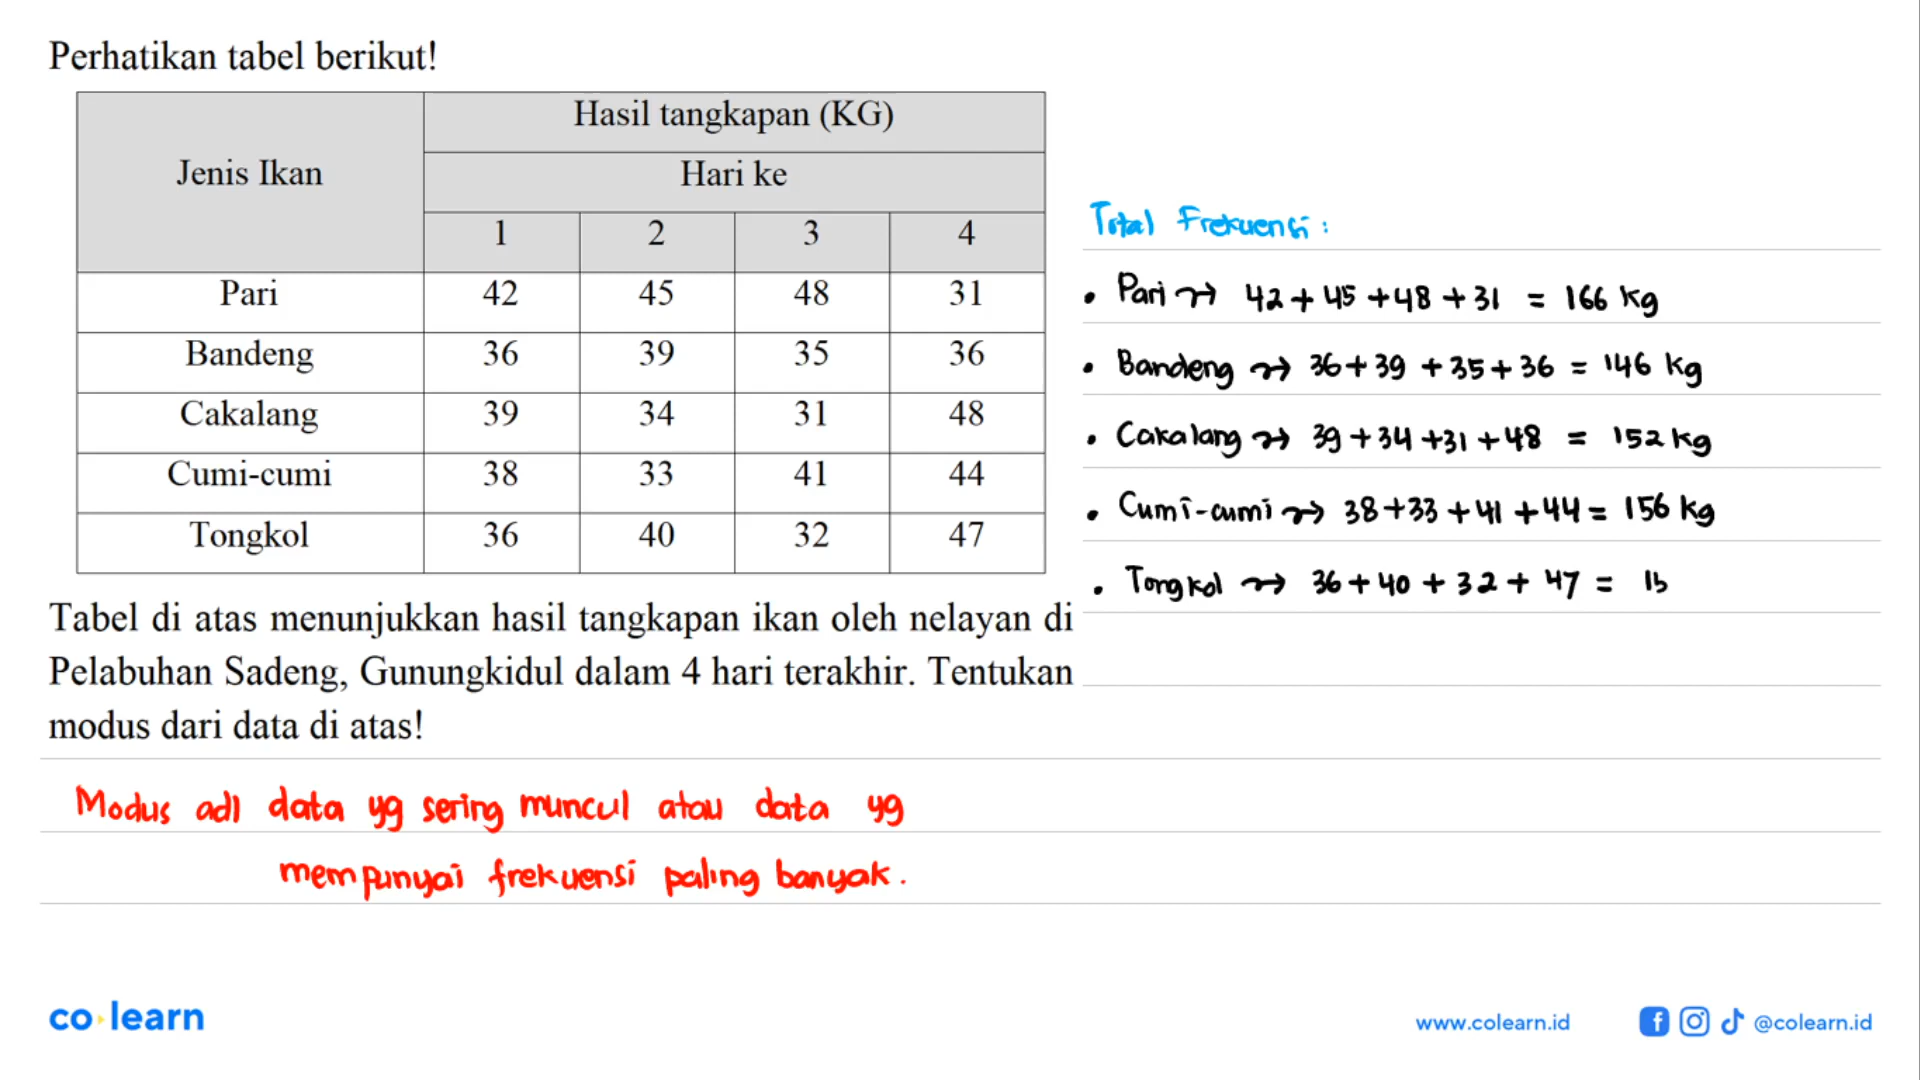 Perhatikan tabel berikut!
Jenis Ikan
Hasil tangkapan (KG)
Hari ke
1 2 3 4
Pari 42 45 48 31
Bandeng 36 39 35 36
Cakalang 39 34 31 48
Cumi-cumi 38 33 41 44
Tongkol 36 40 32 47
Tabel di atas menunjukkan hasil tangkapan ikan oleh nelayan di
Pelabuhan Sadeng, Gunungkidul dalam 4 hari terakhir. Tentukan
modus dari data di atas!
Total Frekuensi :
• Pari → 42 + 45 + 48 + 31 = 166 kg
• Bandeng → 36 + 39 + 35 + 36 = 146 kg
• Cakalang → 39 + 34 + 31 + 48 = 152 kg
• Cumi-cumi → 38 + 33 + 41 + 44 = 156 kg
• Tongkol → 36 + 40 + 32 + 47 = 15
Modus adl data yg sering muncul atau data yg
mempunyai frekuensi paling banyak.
co learn
www.colearn.id
@colearn.id